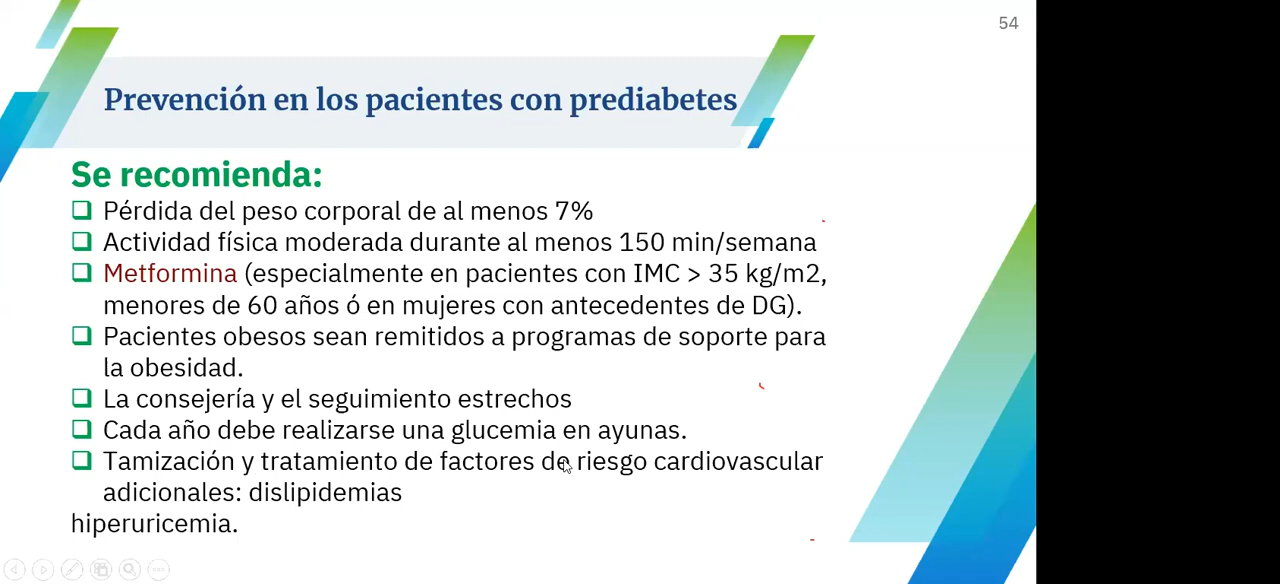 54
Prevención en los pacientes con prediabetes
Se recomienda:
Pérdida del peso corporal de al menos 7%
Actividad física moderada durante al menos 150 min/semana
Metformina (especialmente en pacientes con IMC > 35 kg/m2,
menores de 60 años ó en mujeres con antecedentes de DG).
Pacientes obesos sean remitidos a programas de soporte para
la obesidad.
La consejería y el seguimiento estrechos
Cada año debe realizarse una glucemia en ayunas.
Tamización y tratamiento de factores de riesgo cardiovascular
adicionales: dislipidemias
hiperuricemia.